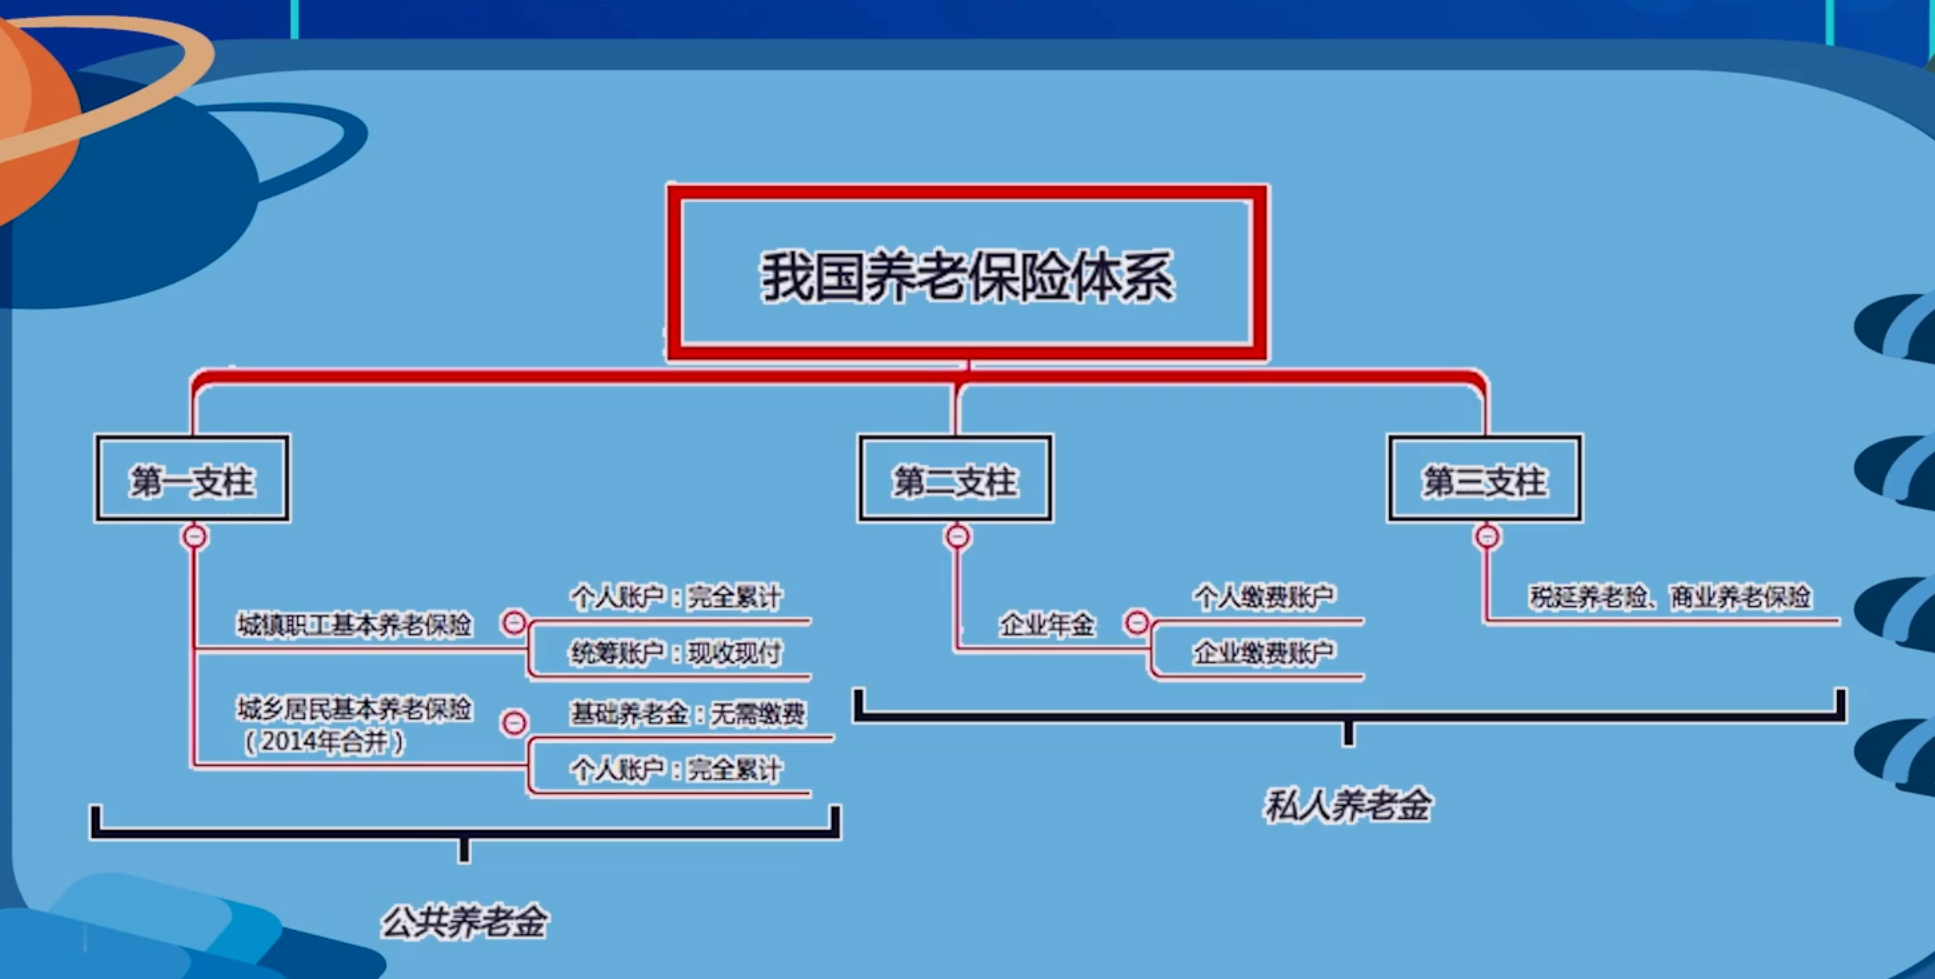 我国养老保险体系
第一支柱
第二支柱
第三支柱
城镇职工基本养老保险
个人账户：完全累计
统筹账户：现收现付
城乡居民基本养老保险
（2014年合并）
基础养老金：无需缴费
个人账户：完全累计
企业年金
个人缴费账户
企业缴费账户
税延养老险、商业养老保险
私人养老金
公共养老金